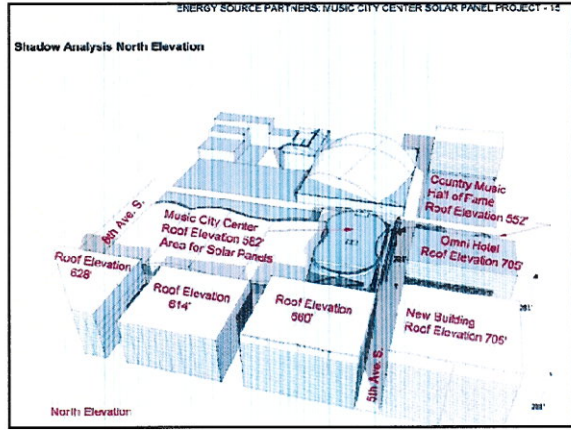 ENERGY SOURCE PARTNERS: MUSIC CITY CENTER SOLAR PANEL PROJECT - 15
Shadow Analysis North Elevation
Country Music
Hall of Fame
Roof Elevation 552'
Music City Center
Roof Elevation 582'
Area for Solar Panels
8th Ave. S.
Omni Hotel
Roof Elevation 705'
Roof Elevation
628'
Roof Elevation
614'
Roof Elevation
660'
New Building
Roof Elevation 705'
5th Ave. S.
North Elevation